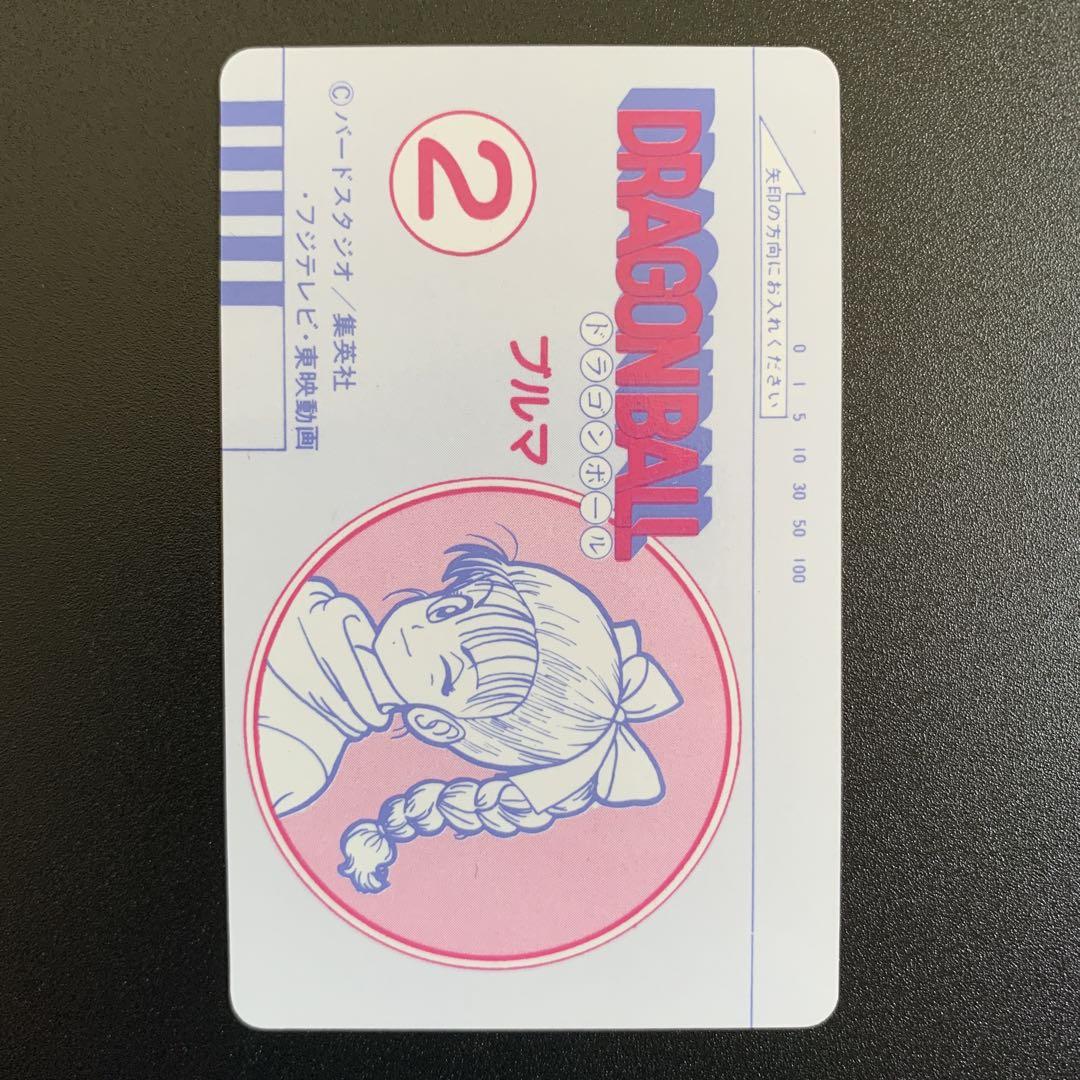 矢印の方向にお入れください
0 1 5 10 30 50 100
DRAGON BALL
ドラゴンボール
2
ブルマ
©バードスタジオ/集英社
・フジテレビ・東映動画